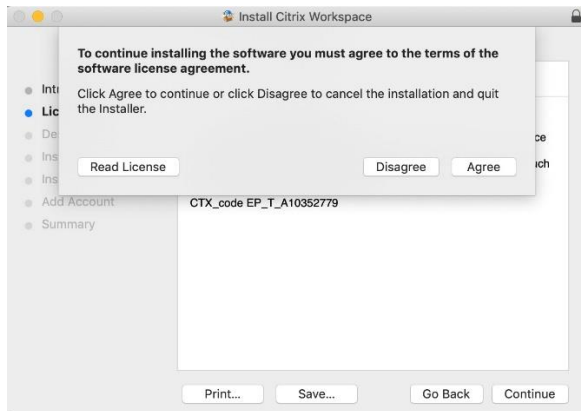 Install Citrix Workspace
To continue installing the software you must agree to the terms of the
software license agreement.
Click Agree to continue or click Disagree to cancel the installation and quit
the Installer.
Read License
Disagree
Agree
Add Account
Summary
CTX_code EP_T_A10352779
Print...
Save...
Go Back
Continue